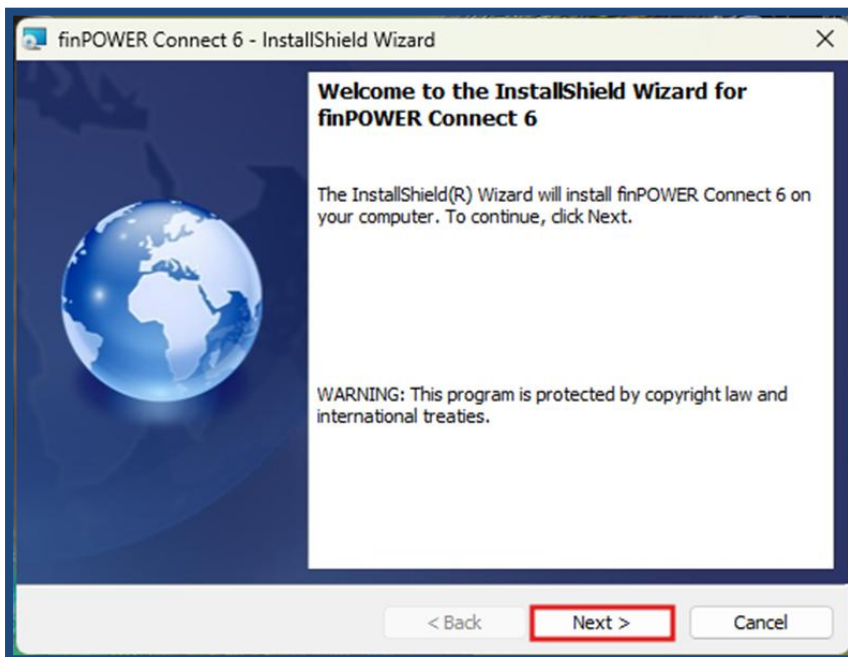 finPOWER Connect 6 - InstallShield Wizard
Welcome to the InstallShield Wizard for
finPOWER Connect 6
The InstallShield(R) Wizard will install finPOWER Connect 6 on
your computer. To continue, click Next.
WARNING: This program is protected by copyright law and
international treaties.
< Back Next > Cancel